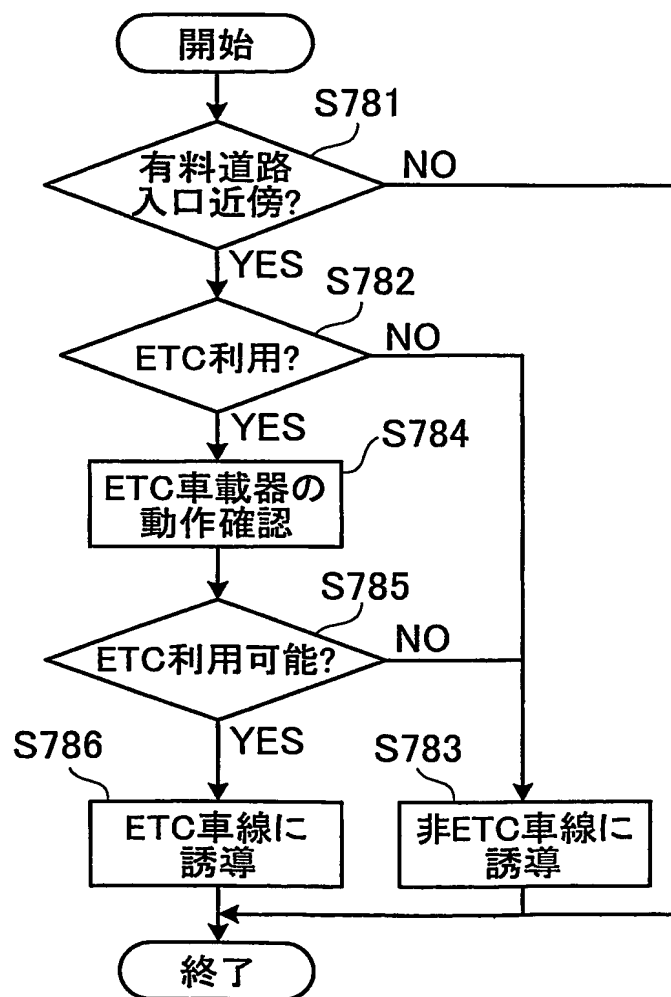 開始
S781
有料道路
入口近傍?
NO
YES
S782
ETC利用?
NO
YES
S784
ETC車載器の
動作確認
S785
ETC利用可能?
NO
YES
S786
S783
ETC車線に
誘導
非ETC車線に
誘導
終了